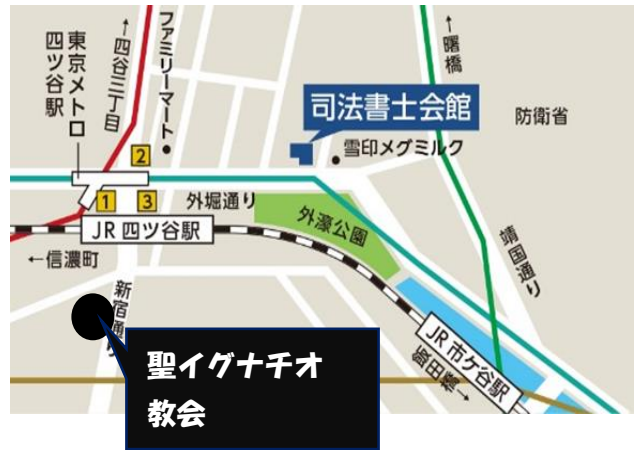 東京メトロ
四ツ谷駅
←四谷三丁目
ファミリーマート
司法書士会館
雪印メグミルク
←曙橋
防衛省
2
1
3
外堀通り
JR 四ツ谷駅
外濠公園
靖国通り
←信濃町
新宿通り
JR 市ケ谷駅
飯田橋→
聖イグナチオ
教会